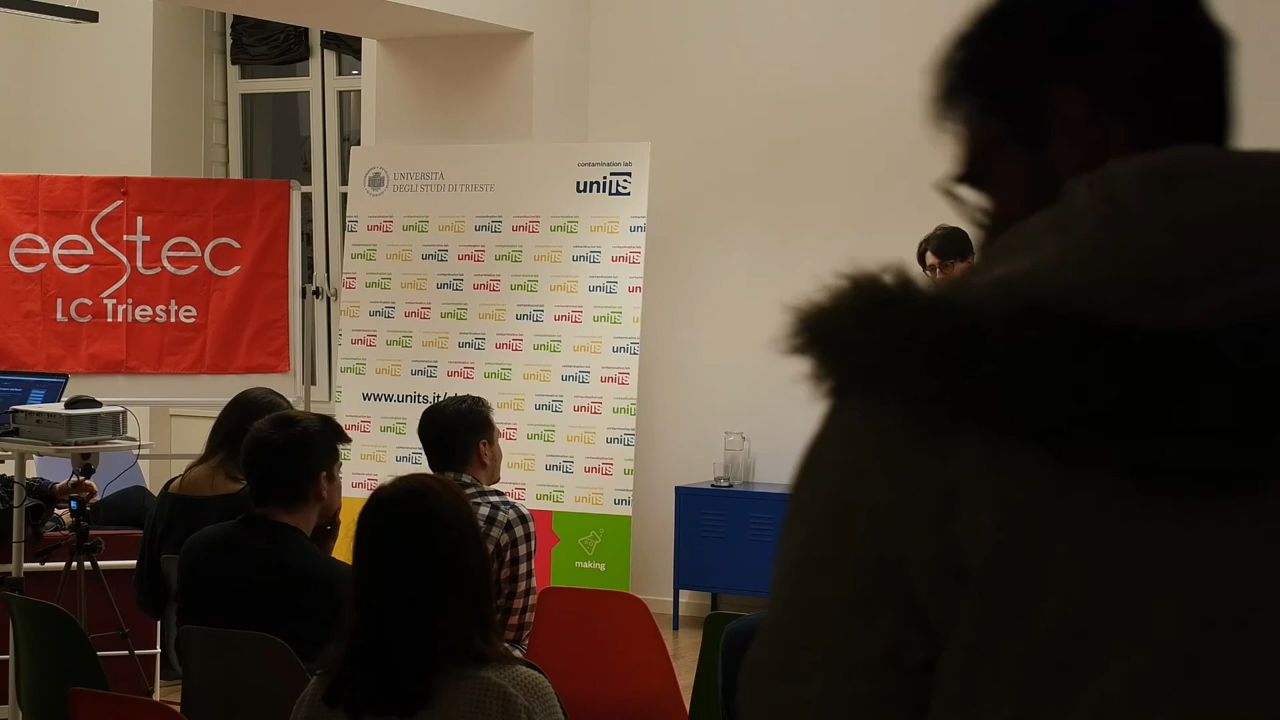 eestec
LC Trieste
UNIVERSITÀ
DEGLI STUDI DI TRIESTE
contamination lab
uniTS
www.units.it/
making